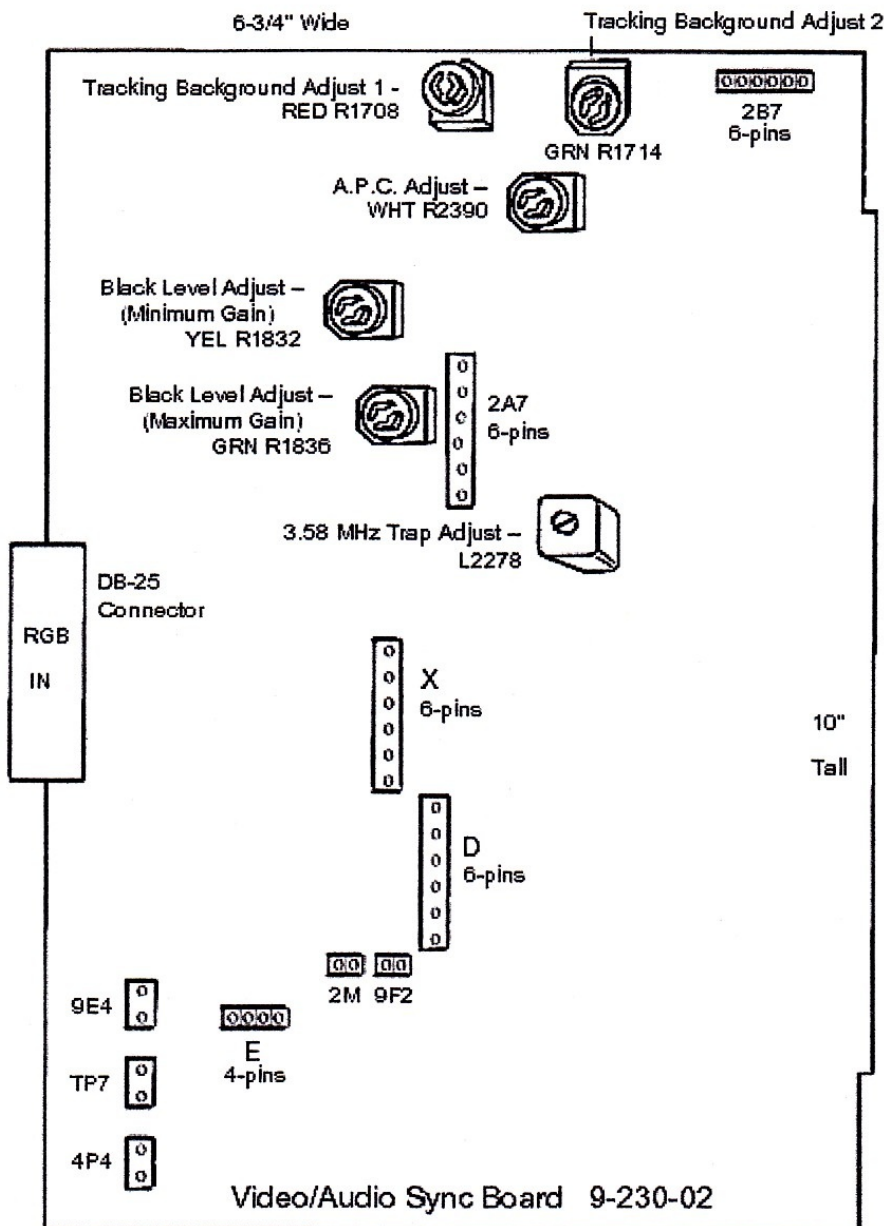 6-3/4" Wide
Tracking Background Adjust 2
Tracking Background Adjust 1 -
RED R1708
GRN R1714
2B7
6-pins
A.P.C. Adjust –
WHT R2390
Black Level Adjust –
(Minimum Gain)
YEL R1832
Black Level Adjust –
(Maximum Gain)
GRN R1836
2A7
6-pins
3.58 MHz Trap Adjust –
L2278
DB-25
Connector
RGB
IN
X
6-pins
10"
Tall
D
6-pins
2M
9F2
9E4
E
4-pins
TP7
4P4
Video/Audio Sync Board 9-230-02